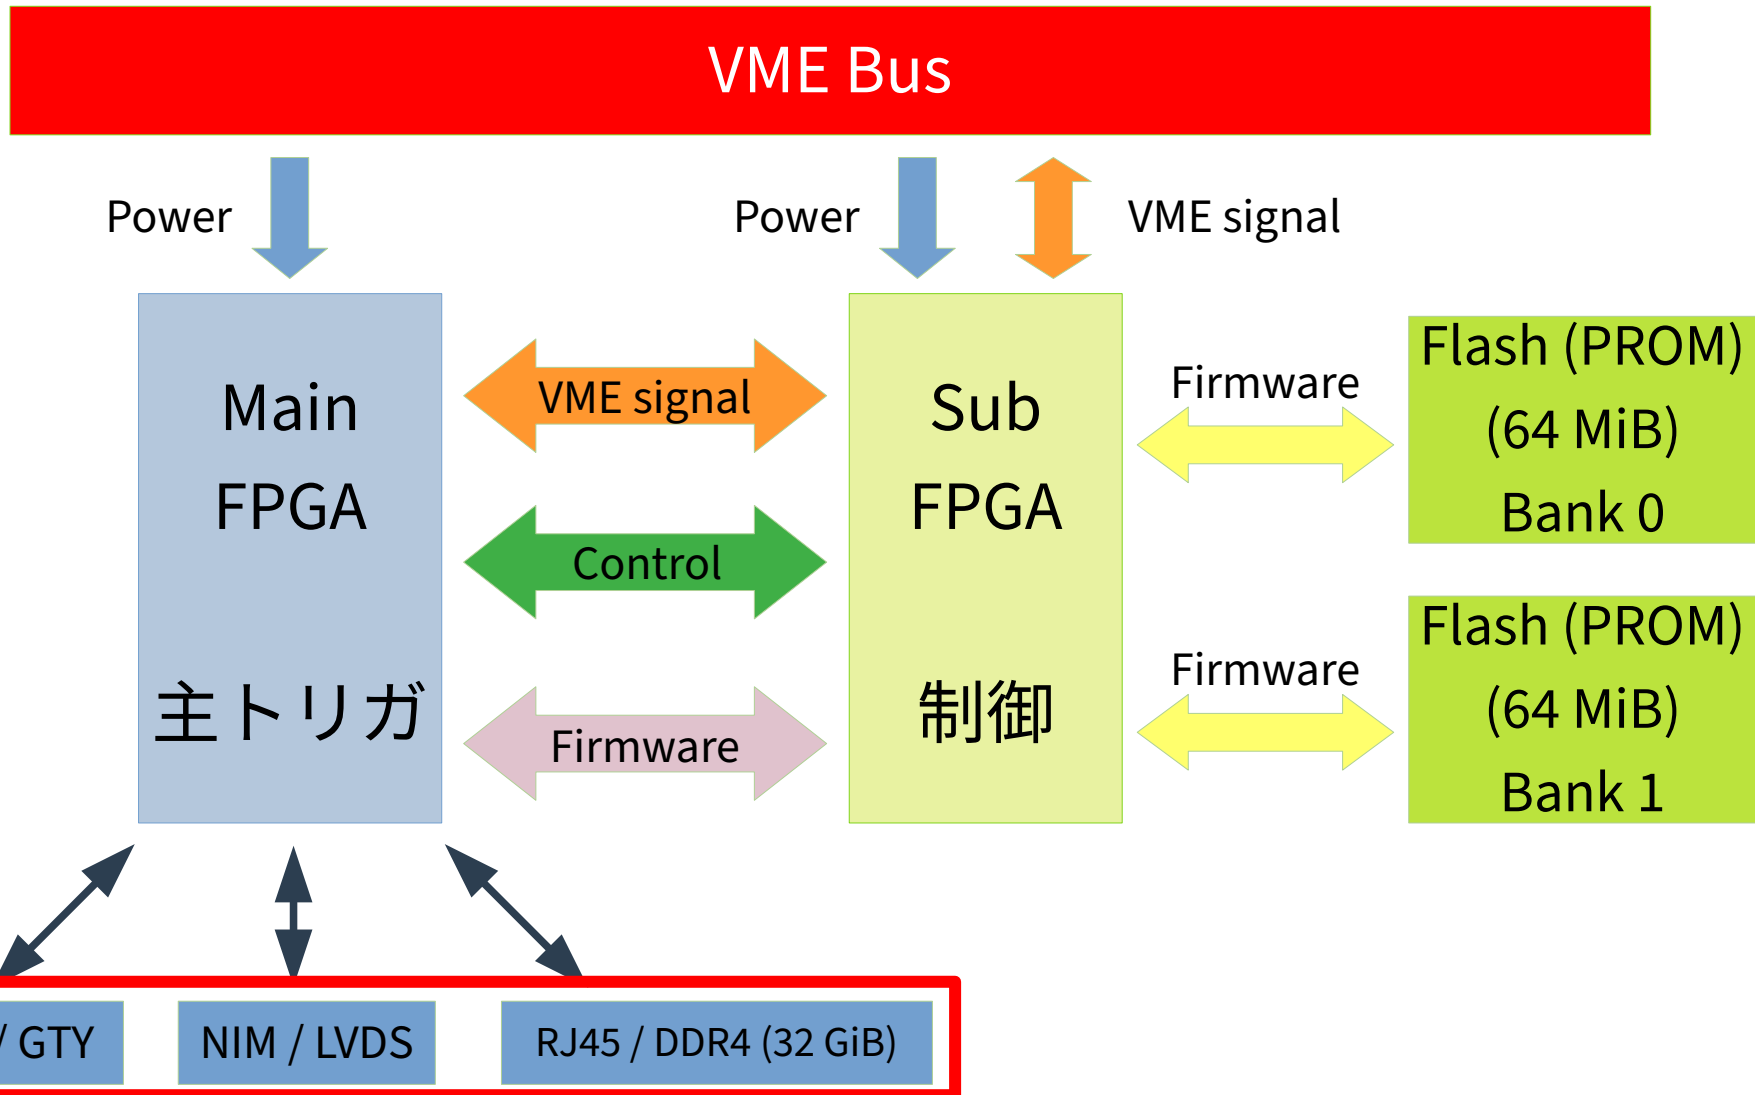 VME Bus
Power
Power
VME signal
Main
FPGA
主トリガ
VME signal
Control
Firmware
Sub
FPGA
制御
Firmware
Firmware
Flash (PROM)
(64 MiB)
Bank 0
Flash (PROM)
(64 MiB)
Bank 1
/ GTY
NIM / LVDS
RJ45 / DDR4 (32 GiB)